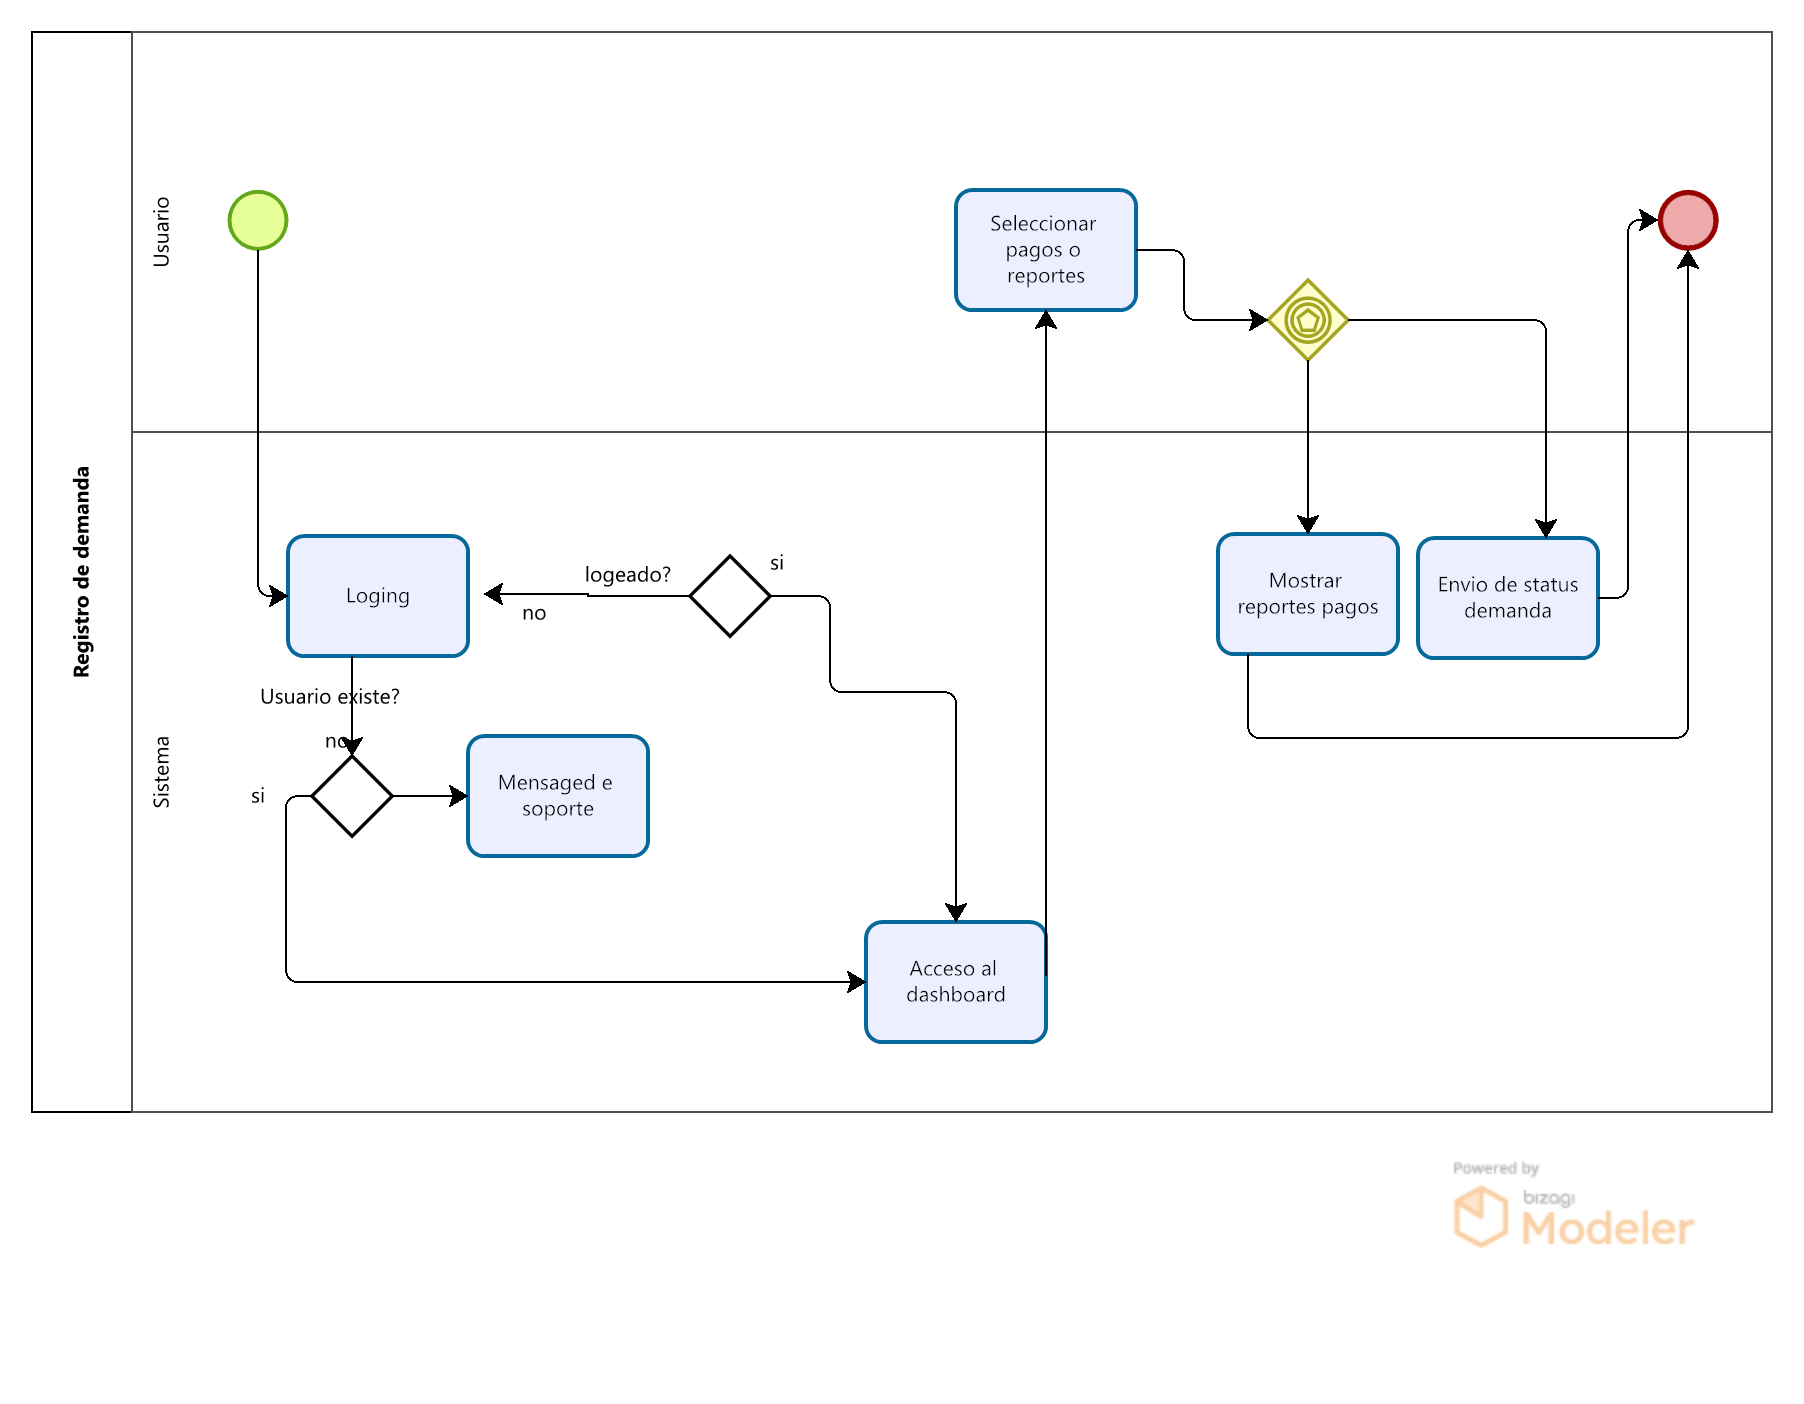 Registro de demanda
Usuario
Sistema
Seleccionar
pagos o
reportes
Loging
logeado?
si
no
Mostrar
reportes pagos
Envio de status
demanda
Usuario existe?
no
si
Mensaged e
soporte
Acceso al
dashboard
Powered by
bizagi
Modeler